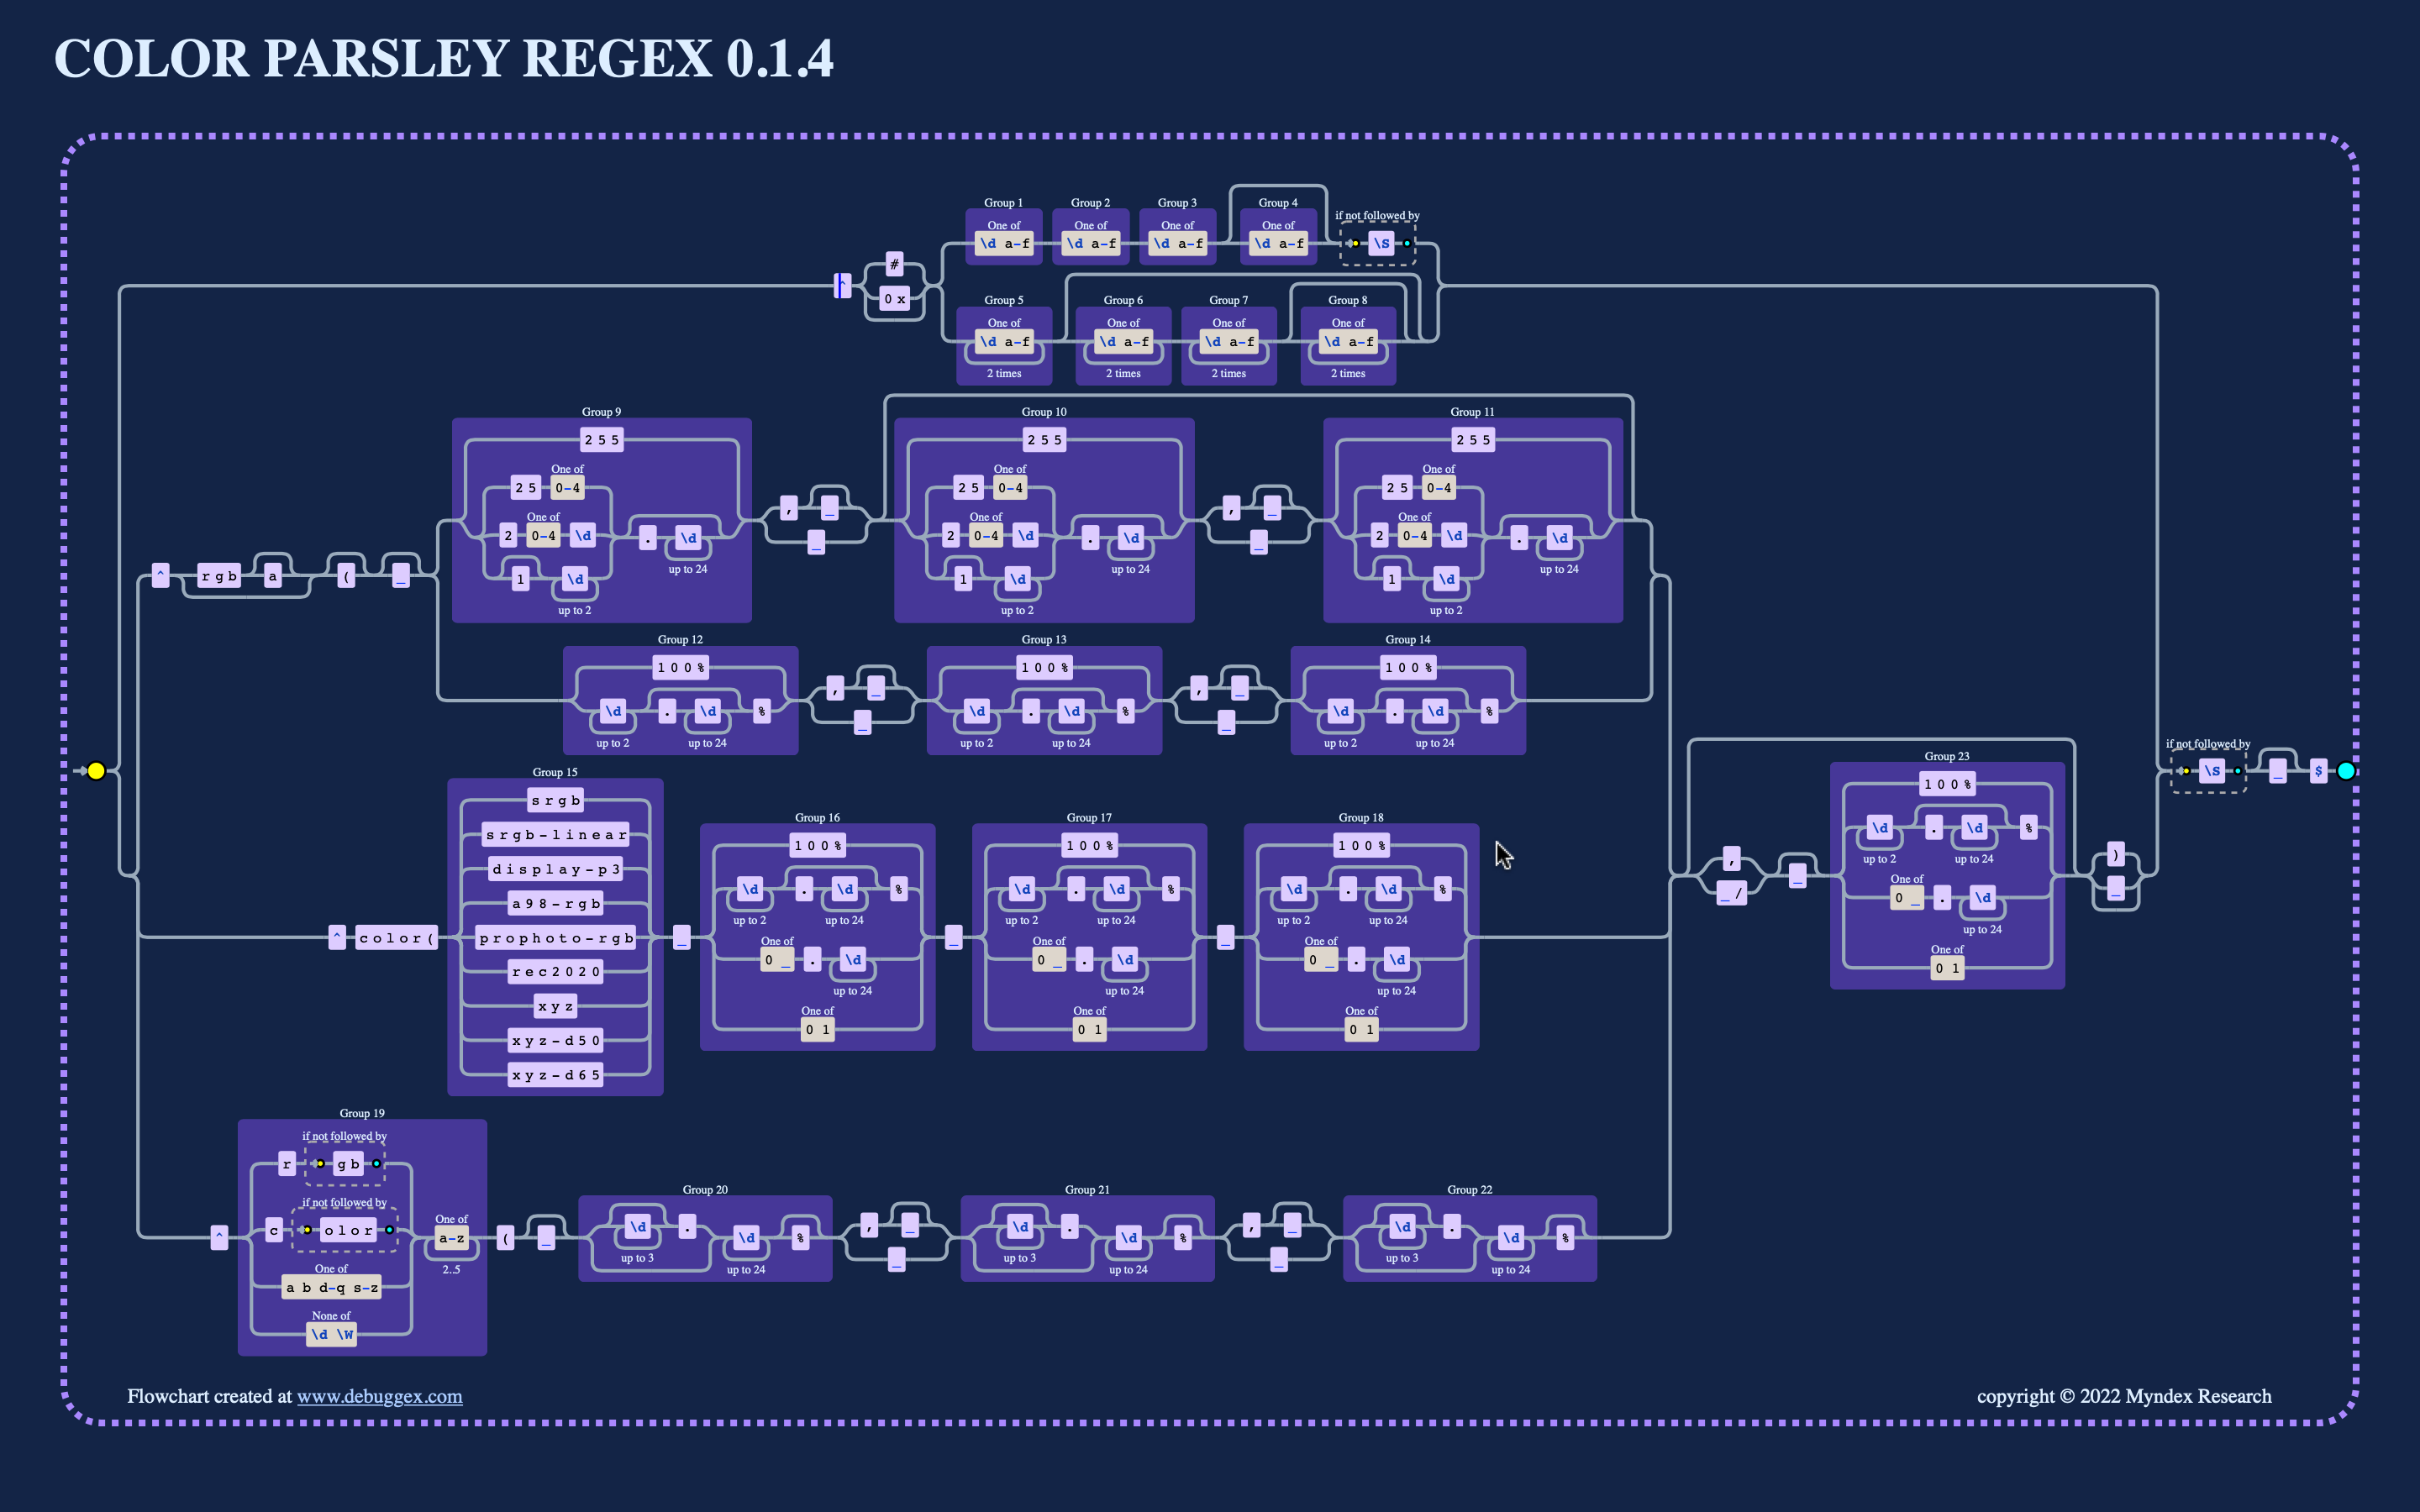 COLOR PARSLEY REGEX 0.1.4
Group 1 Group 2 Group 3 Group 4 if not followed by
One of One of One of One of
\d a-f \d a-f \d a-f \d a-f \S
#
^
0x
Group 5 Group 6 Group 7 Group 8
One of One of One of One of
\d a-f \d a-f \d a-f \d a-f
2 times 2 times 2 times 2 times
Group 9 Group 10 Group 11
255 255 255
One of One of One of
25 0-4 25 0-4 25 0-4
, _ , _
One of One of One of
2 0-4 \d . \d 2 0-4 \d . \d 2 0-4 \d . \d
_ _
up to 24 up to 24 up to 24
^ rgb a ( _ 1 \d 1 \d 1 \d
up to 2 up to 2 up to 2
Group 12 Group 13 Group 14
100% 100% 100%
, _ , _
\d . \d % \d . \d % \d . \d %
_ _
up to 2 up to 24 up to 2 up to 24 up to 2 up to 24
if not followed by
\S _ $
Group 15
srgb
srgb-linear
display-p3
a98-rgb
prophoto-rgb
rec2020
xyz
xyz-d50
xyz-d65
^ color( _ _ _
Group 16 Group 17 Group 18
100% 100% 100%
\d . \d % \d . \d % \d . \d %
up to 2 up to 24 up to 2 up to 24 up to 2 up to 24
One of One of One of
0 _ . \d 0 _ . \d 0 _ . \d
up to 24 up to 24 up to 24
One of One of One of
0 1 0 1 0 1
,
_/ _
Group 23
100%
\d . \d %
up to 2 up to 24
One of
0 _ . \d
up to 24
One of
0 1
)
_
Group 19
if not followed by
r gb
if not followed by
c olor
One of
a b d-q s-z
None of
\d \W
^
One of
a-z
2..5
( _
Group 20 Group 21 Group 22
, _ , _
\d . \d % \d . \d % \d . \d %
_ _
up to 3 up to 24 up to 3 up to 24 up to 3 up to 24
Flowchart created at www.debuggex.com
copyright © 2022 Myndex Research